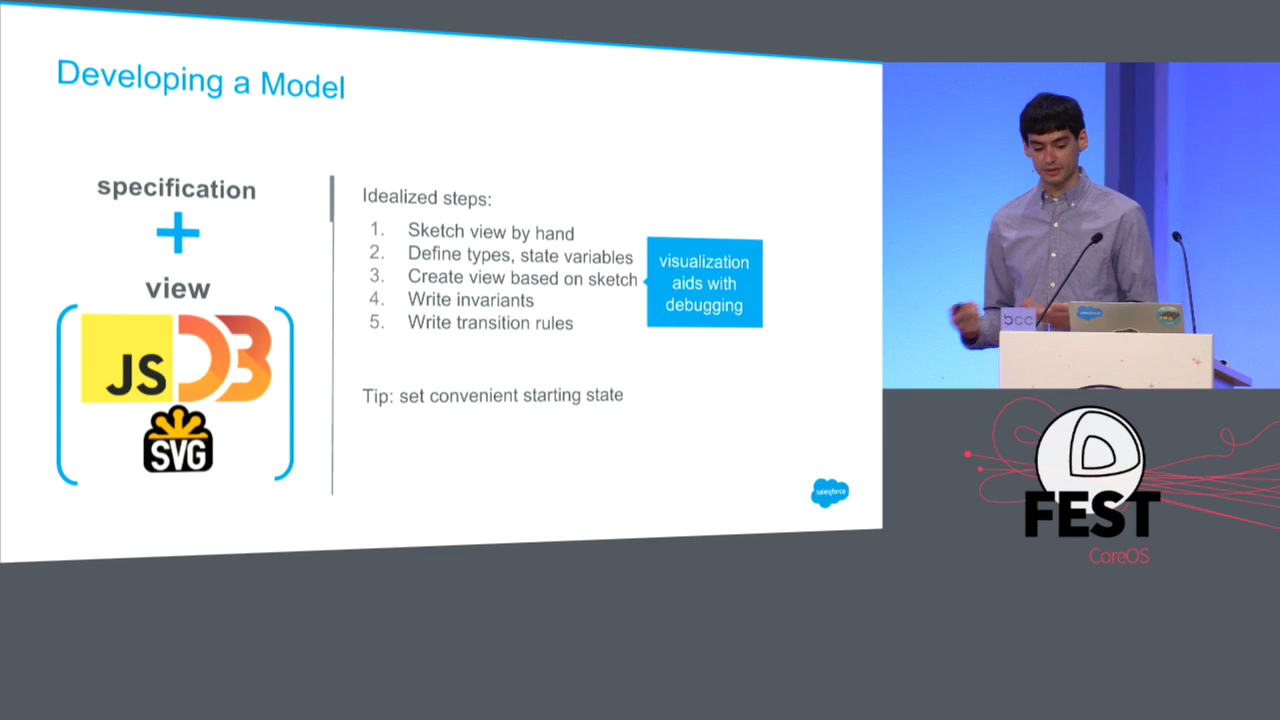 Developing a Model
specification
+
view
JS
D3
SVG
Idealized steps:
1. Sketch view by hand
2. Define types, state variables
3. Create view based on sketch
4. Write invariants
5. Write transition rules
visualization
aids with
debugging
Tip: set convenient starting state
salesforce
bcc
salesforce
FEST
CoreOS